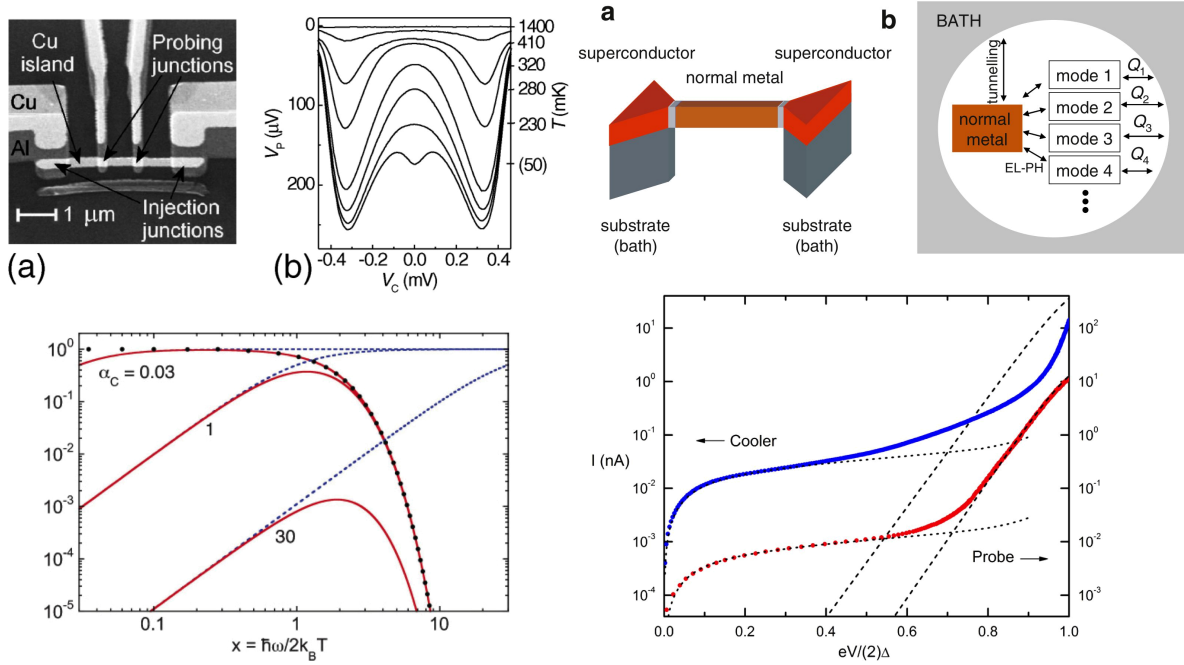 Cu
island
Probing
junctions
Cu
Al
1 μm
Injection
junctions
(a)
0
100
200
V_P (μV)
1400
410
320
280
230
(50)
T (mK)
-0.4
-0.2
0.0
0.2
0.4
V_C (mV)
(b)
a
superconductor
superconductor
normal metal
substrate
(bath)
substrate
(bath)
b
BATH
tunnelling
normal
metal
EL-PH
mode 1
mode 2
mode 3
mode 4
Q_1
Q_2
Q_3
Q_4
10^0
10^-1
10^-2
10^-3
10^-4
10^-5
α_C = 0.03
1
30
0.1
1
10
x = ħω/2k_BT
10^1
10^0
10^-1
10^-2
10^-3
10^-4
I (nA)
Cooler
Probe
10^2
10^1
10^0
10^-1
10^-2
10^-3
0.0
0.2
0.4
0.6
0.8
1.0
eV/(2)Δ